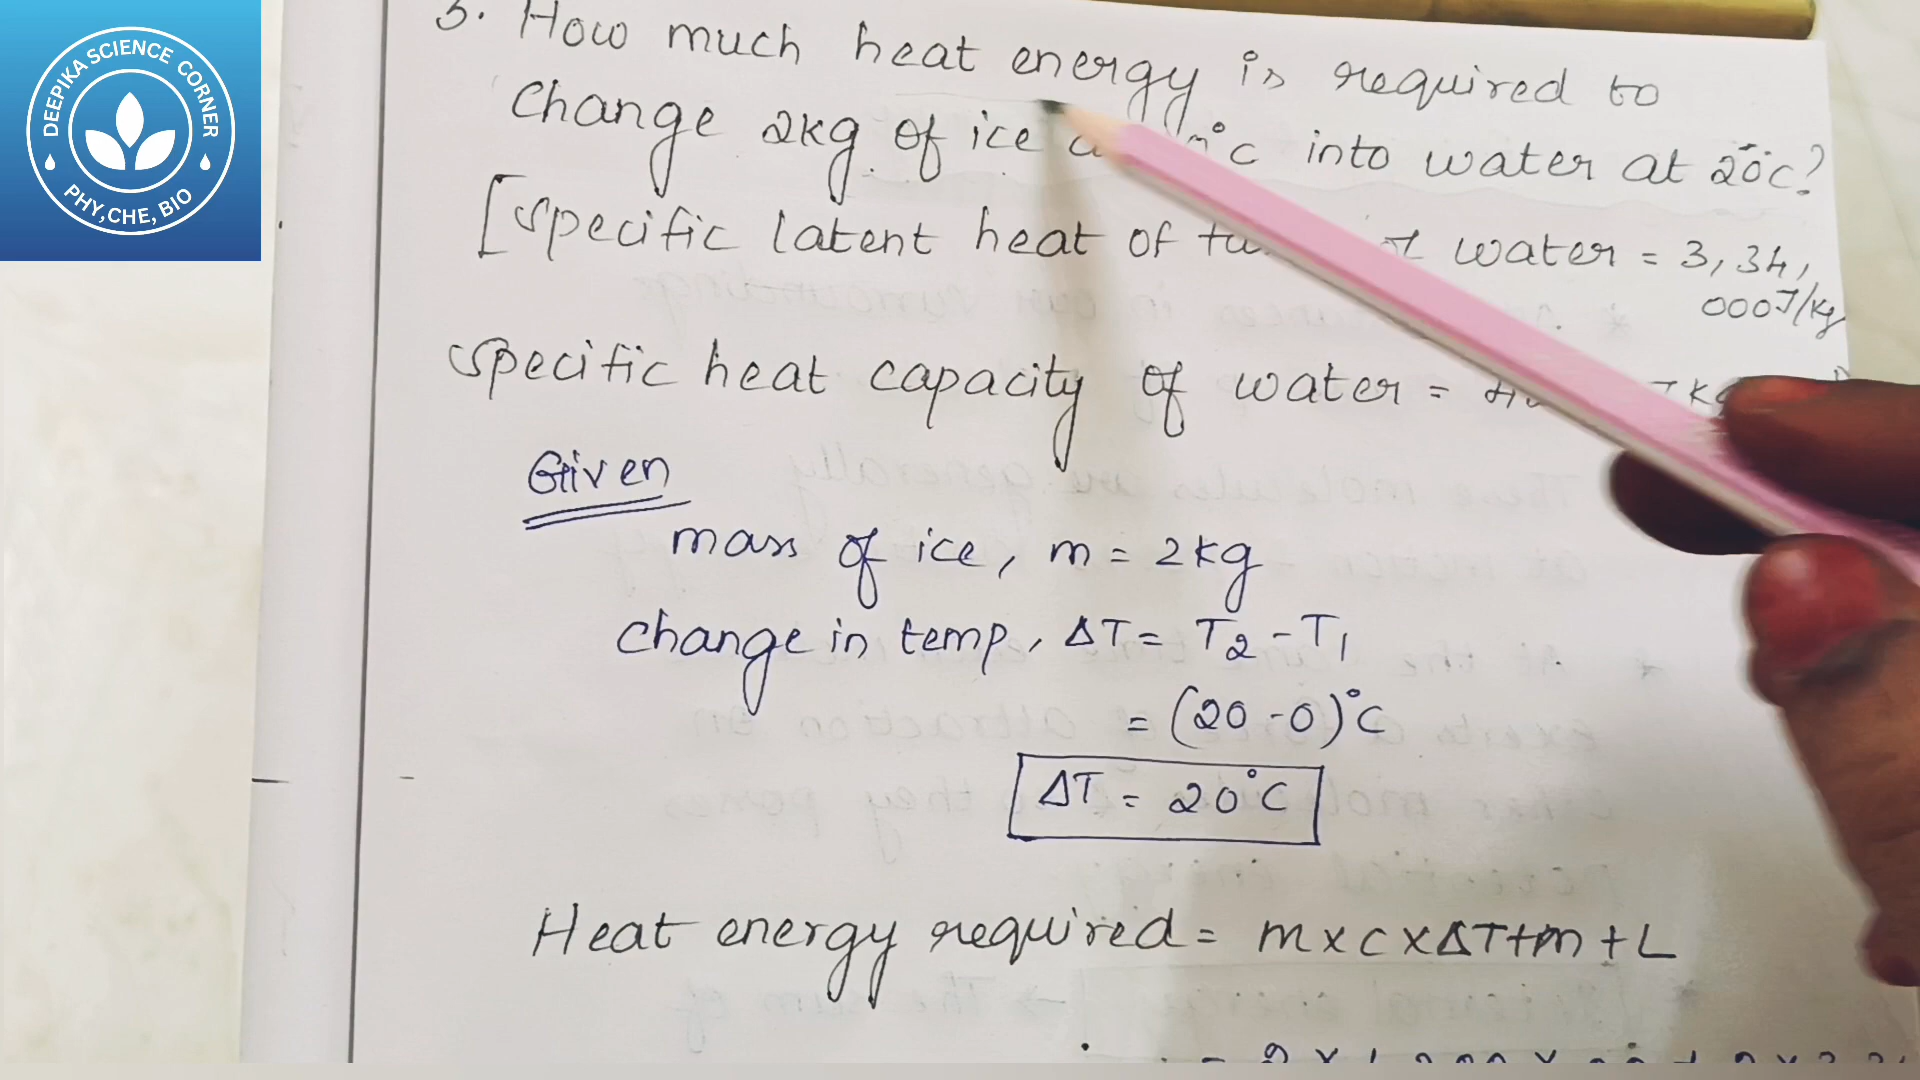 DEEPIKA SCIENCE CORNER
PHY,CHE, BIO
3. How much heat energy is required to
change 2kg of ice °C into water at 20°C?
[Specific latent heat of water = 3,34,
000J/kg
Specific heat capacity of water =
Given
mass of ice, m = 2kg
change in temp, ΔT = T2 - T1
= (20 - 0)°C
ΔT = 20°C
Heat energy required = m x c x ΔT + m + L